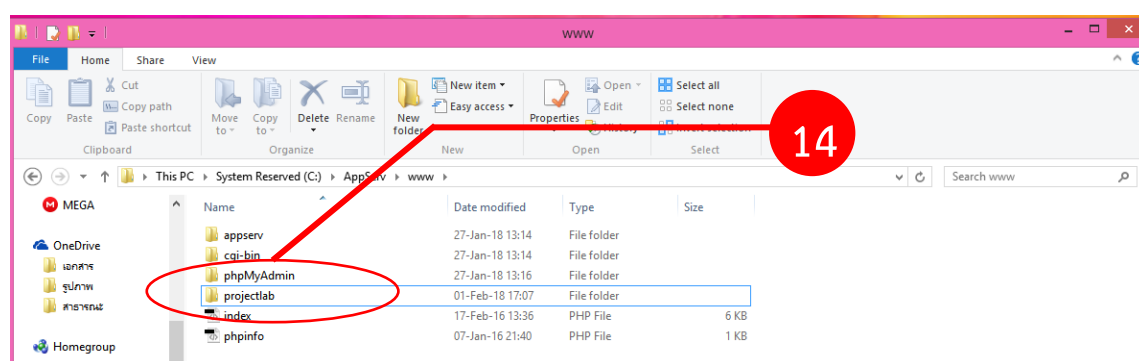 www
File Home Share View
Copy
Paste
Cut
Copy path
Paste shortcut
Clipboard
Move to
Copy to
Delete
Rename
Organize
New folder
New item
Easy access
New
Properties
Open
Edit
History
Open
Select all
Select none
Invert selection
Select
14
This PC System Reserved (C:) AppServ www
Search www
MEGA
OneDrive
เอกสาร
รูปภาพ
สาธารณะ
Homegroup
Name Date modified Type Size
appserv 27-Jan-18 13:14 File folder
cgi-bin 27-Jan-18 13:14 File folder
phpMyAdmin 27-Jan-18 13:16 File folder
projectlab 01-Feb-18 17:07 File folder
index 17-Feb-16 13:36 PHP File 6 KB
phpinfo 07-Jan-16 21:40 PHP File 1 KB